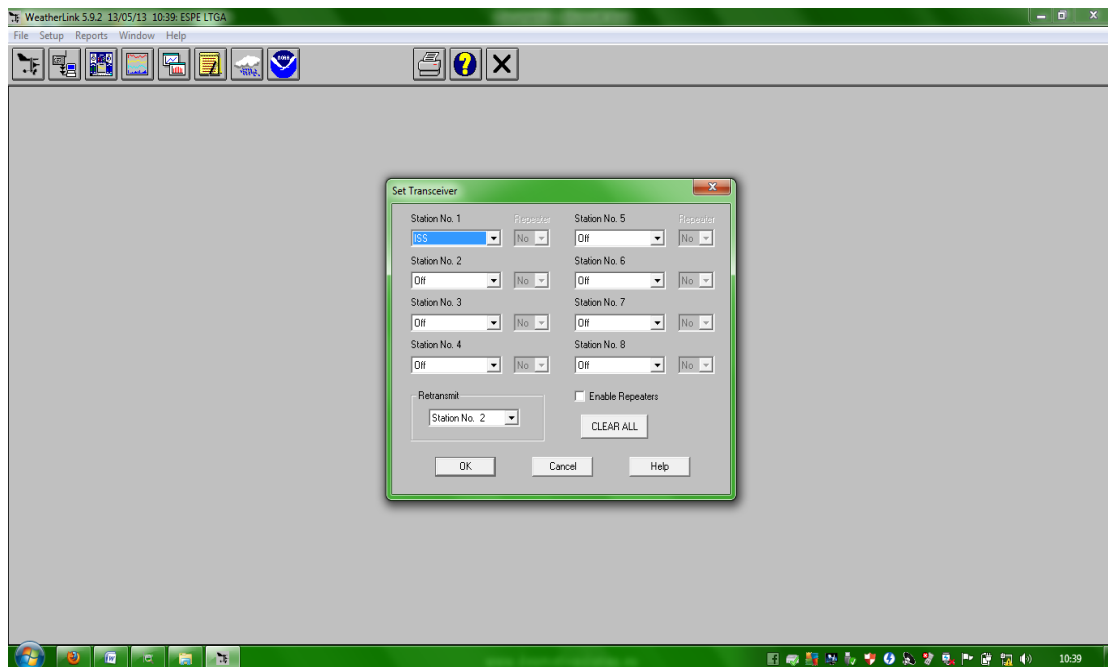 WeatherLink 5.9.2 13/05/13 10:39: ESPE LTGA
File Setup Reports Window Help
Set Transceiver
Station No. 1 Repeater Station No. 5 Repeater
ISS No Off No
Station No. 2 Station No. 6
Off No Off No
Station No. 3 Station No. 7
Off No Off No
Station No. 4 Station No. 8
Off No Off No
Retransmit Enable Repeaters
Station No. 2 CLEAR ALL
OK Cancel Help
10:39